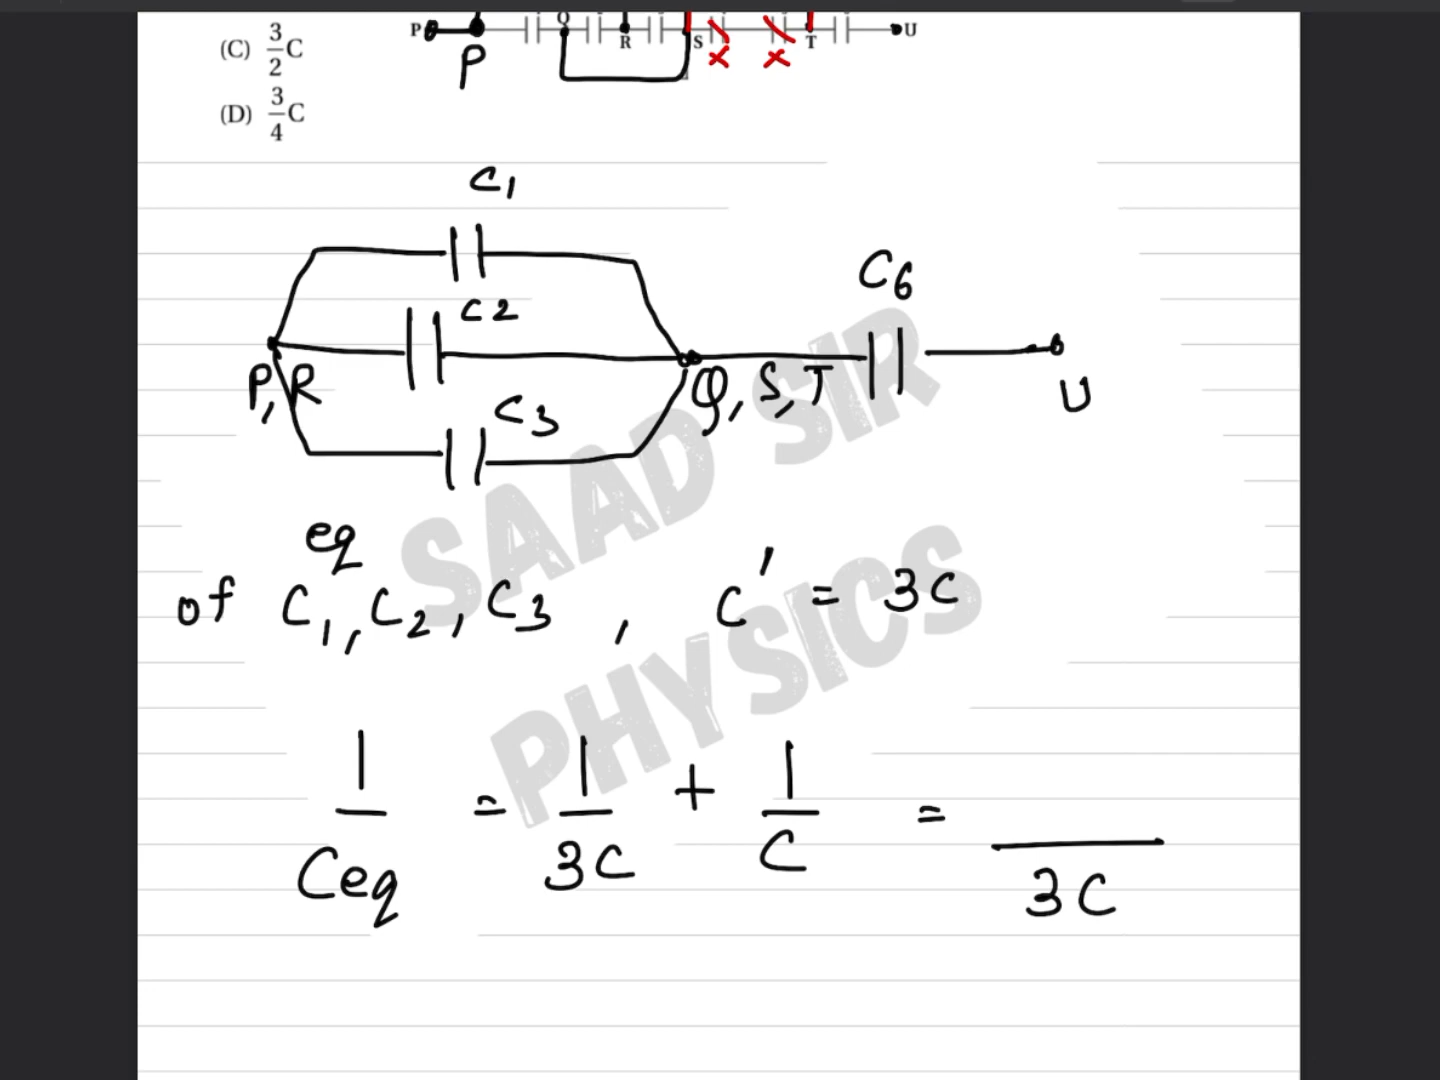 P Q R S T U
(C) 3/2 C
P
× ×
(D) 3/4 C
C1
C2
C6
P, R
Q, S, T
U
C3
SAAD SIR
PHYSICS
eq
of C1, C2, C3 , C' = 3C
1/Ceq = 1/3C + 1/C = /3C